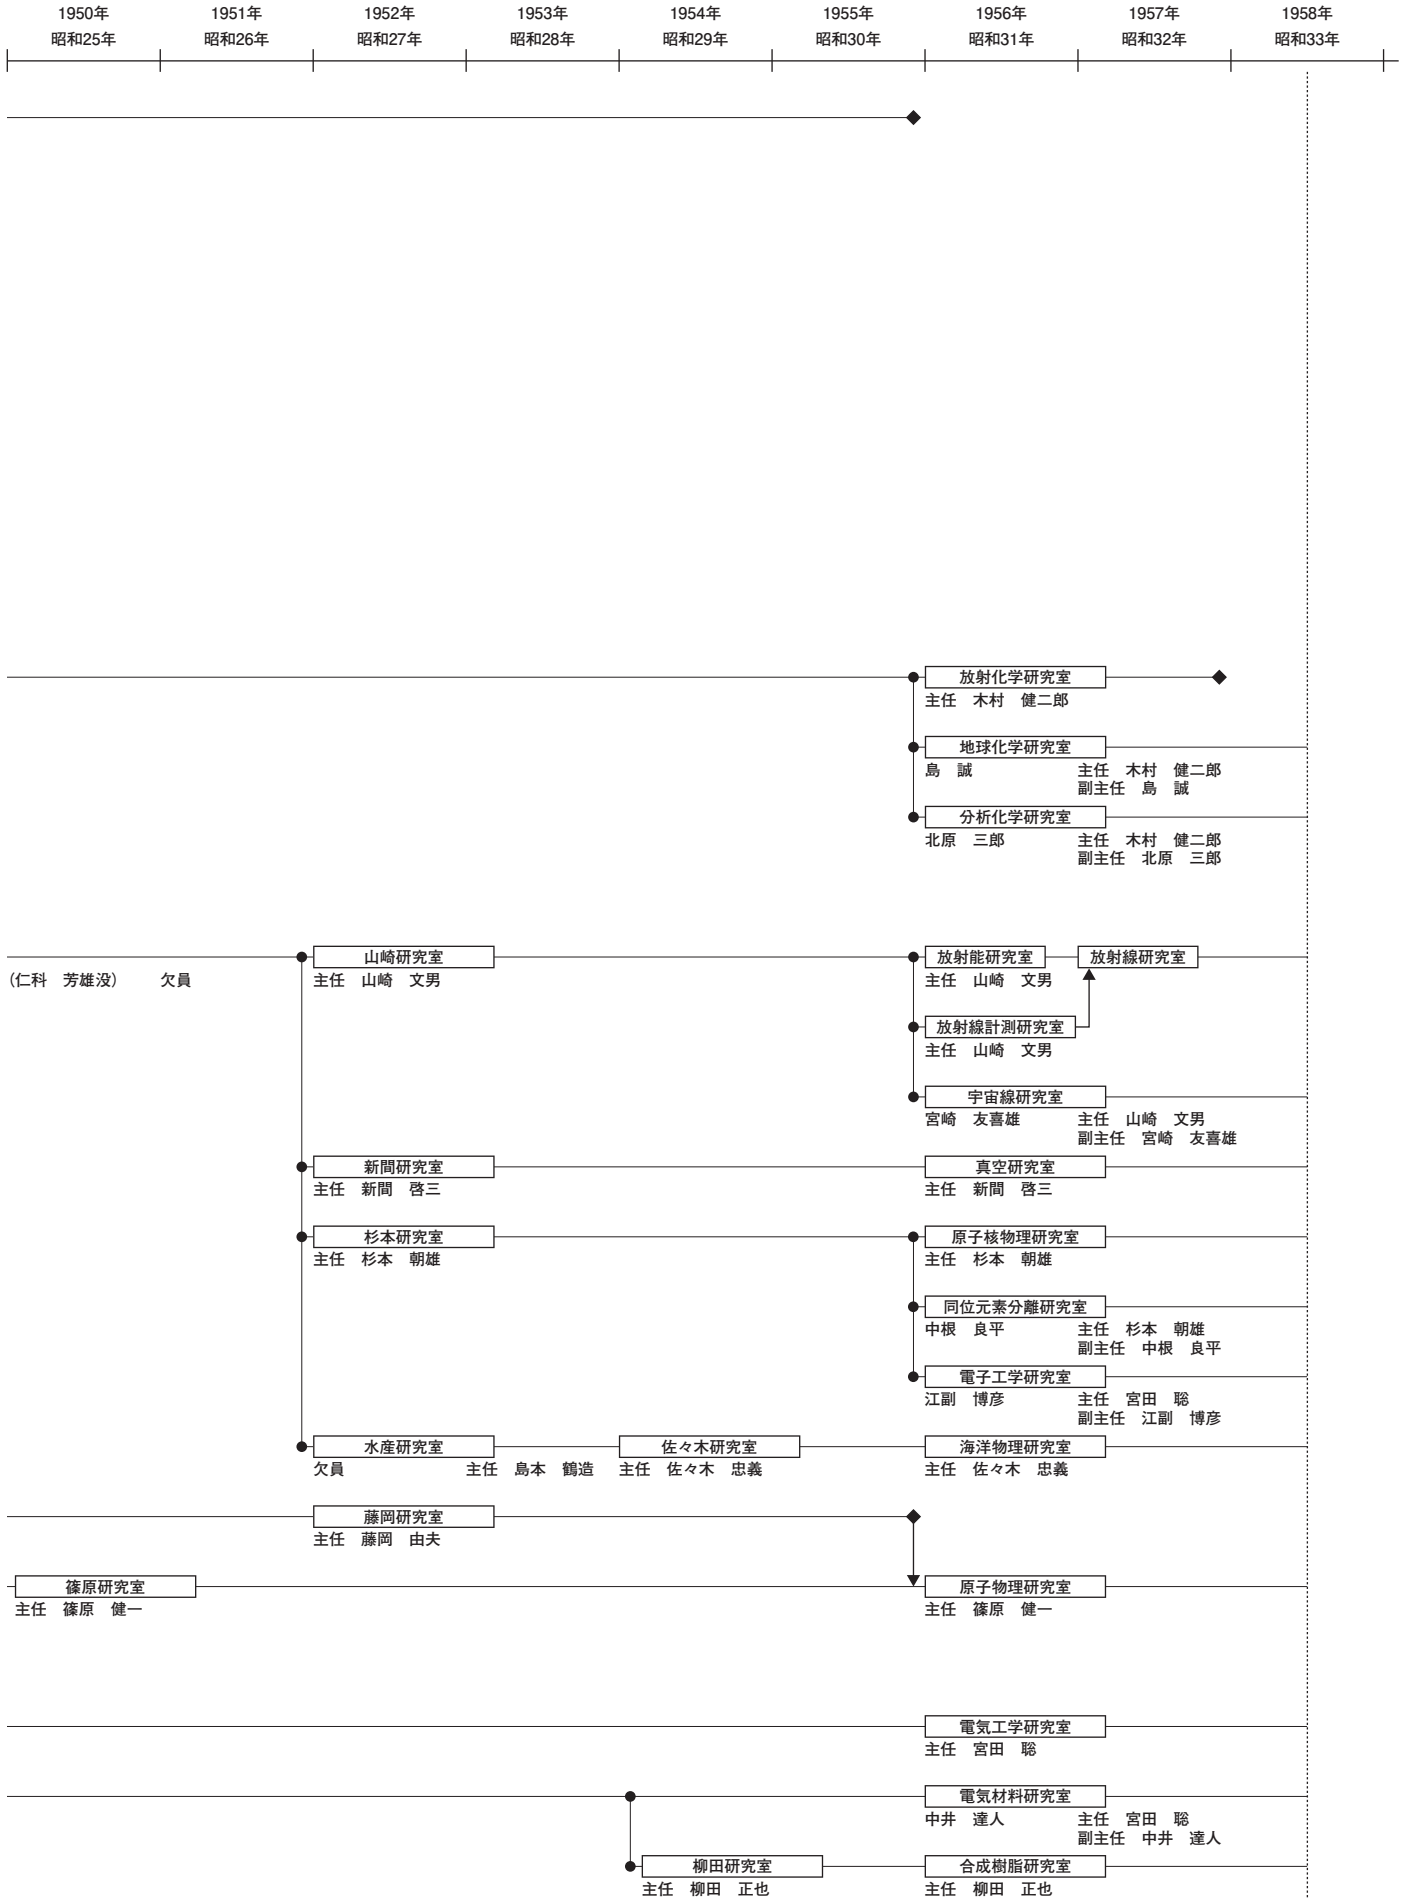 1950年 1951年 1952年 1953年 1954年 1955年 1956年 1957年 1958年
昭和25年 昭和26年 昭和27年 昭和28年 昭和29年 昭和30年 昭和31年 昭和32年 昭和33年
放射化学研究室
主任 木村 健二郎
地球化学研究室
島 誠 主任 木村 健二郎
副主任 島 誠
分析化学研究室
北原 三郎 主任 木村 健二郎
副主任 北原 三郎
山崎研究室 放射能研究室 放射線研究室
(仁科 芳雄没) 欠員 主任 山崎 文男 主任 山崎 文男
放射線計測研究室
主任 山崎 文男
宇宙線研究室
宮崎 友喜雄 主任 山崎 文男
副主任 宮崎 友喜雄
新間研究室 真空研究室
主任 新間 啓三 主任 新間 啓三
杉本研究室 原子核物理研究室
主任 杉本 朝雄 主任 杉本 朝雄
同位元素分離研究室
中根 良平 主任 杉本 朝雄
副主任 中根 良平
電子工学研究室
江副 博彦 主任 宮田 聡
副主任 江副 博彦
水産研究室 佐々木研究室 海洋物理研究室
欠員 主任 島本 鶴造 主任 佐々木 忠義 主任 佐々木 忠義
藤岡研究室
主任 藤岡 由夫
篠原研究室 原子物理研究室
主任 篠原 健一 主任 篠原 健一
電気工学研究室
主任 宮田 聡
電気材料研究室
中井 達人 主任 宮田 聡
副主任 中井 達人
柳田研究室 合成樹脂研究室
主任 柳田 正也 主任 柳田 正也